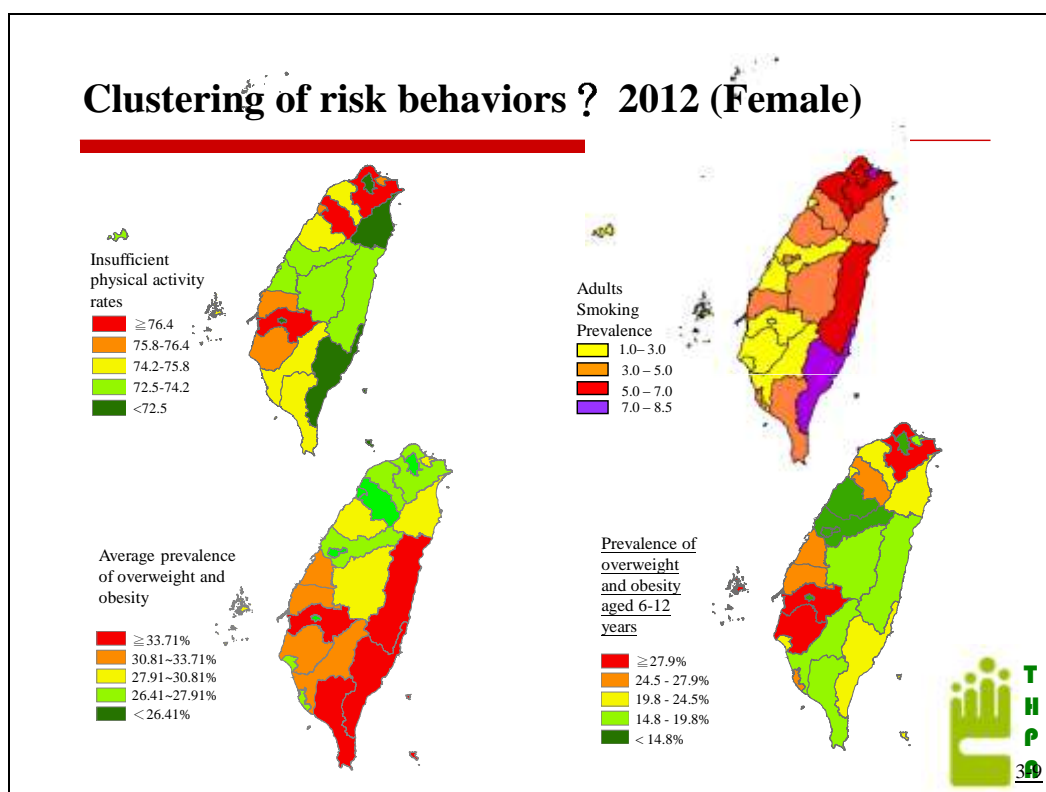 Clustering of risk behaviors？ 2012 (Female)
Insufficient
physical activity
rates
≧76.4
75.8-76.4
74.2-75.8
72.5-74.2
<72.5
Adults
Smoking
Prevalence
1.0– 3.0
3.0 – 5.0
5.0 – 7.0
7.0 – 8.5
Average prevalence
of overweight and
obesity
≧33.71%
30.81~33.71%
27.91~30.81%
26.41~27.91%
＜26.41%
Prevalence of
overweight
and obesity
aged 6-12
years
≧27.9%
24.5 - 27.9%
19.8 - 24.5%
14.8 - 19.8%
< 14.8%
T
H
P
A
3-9